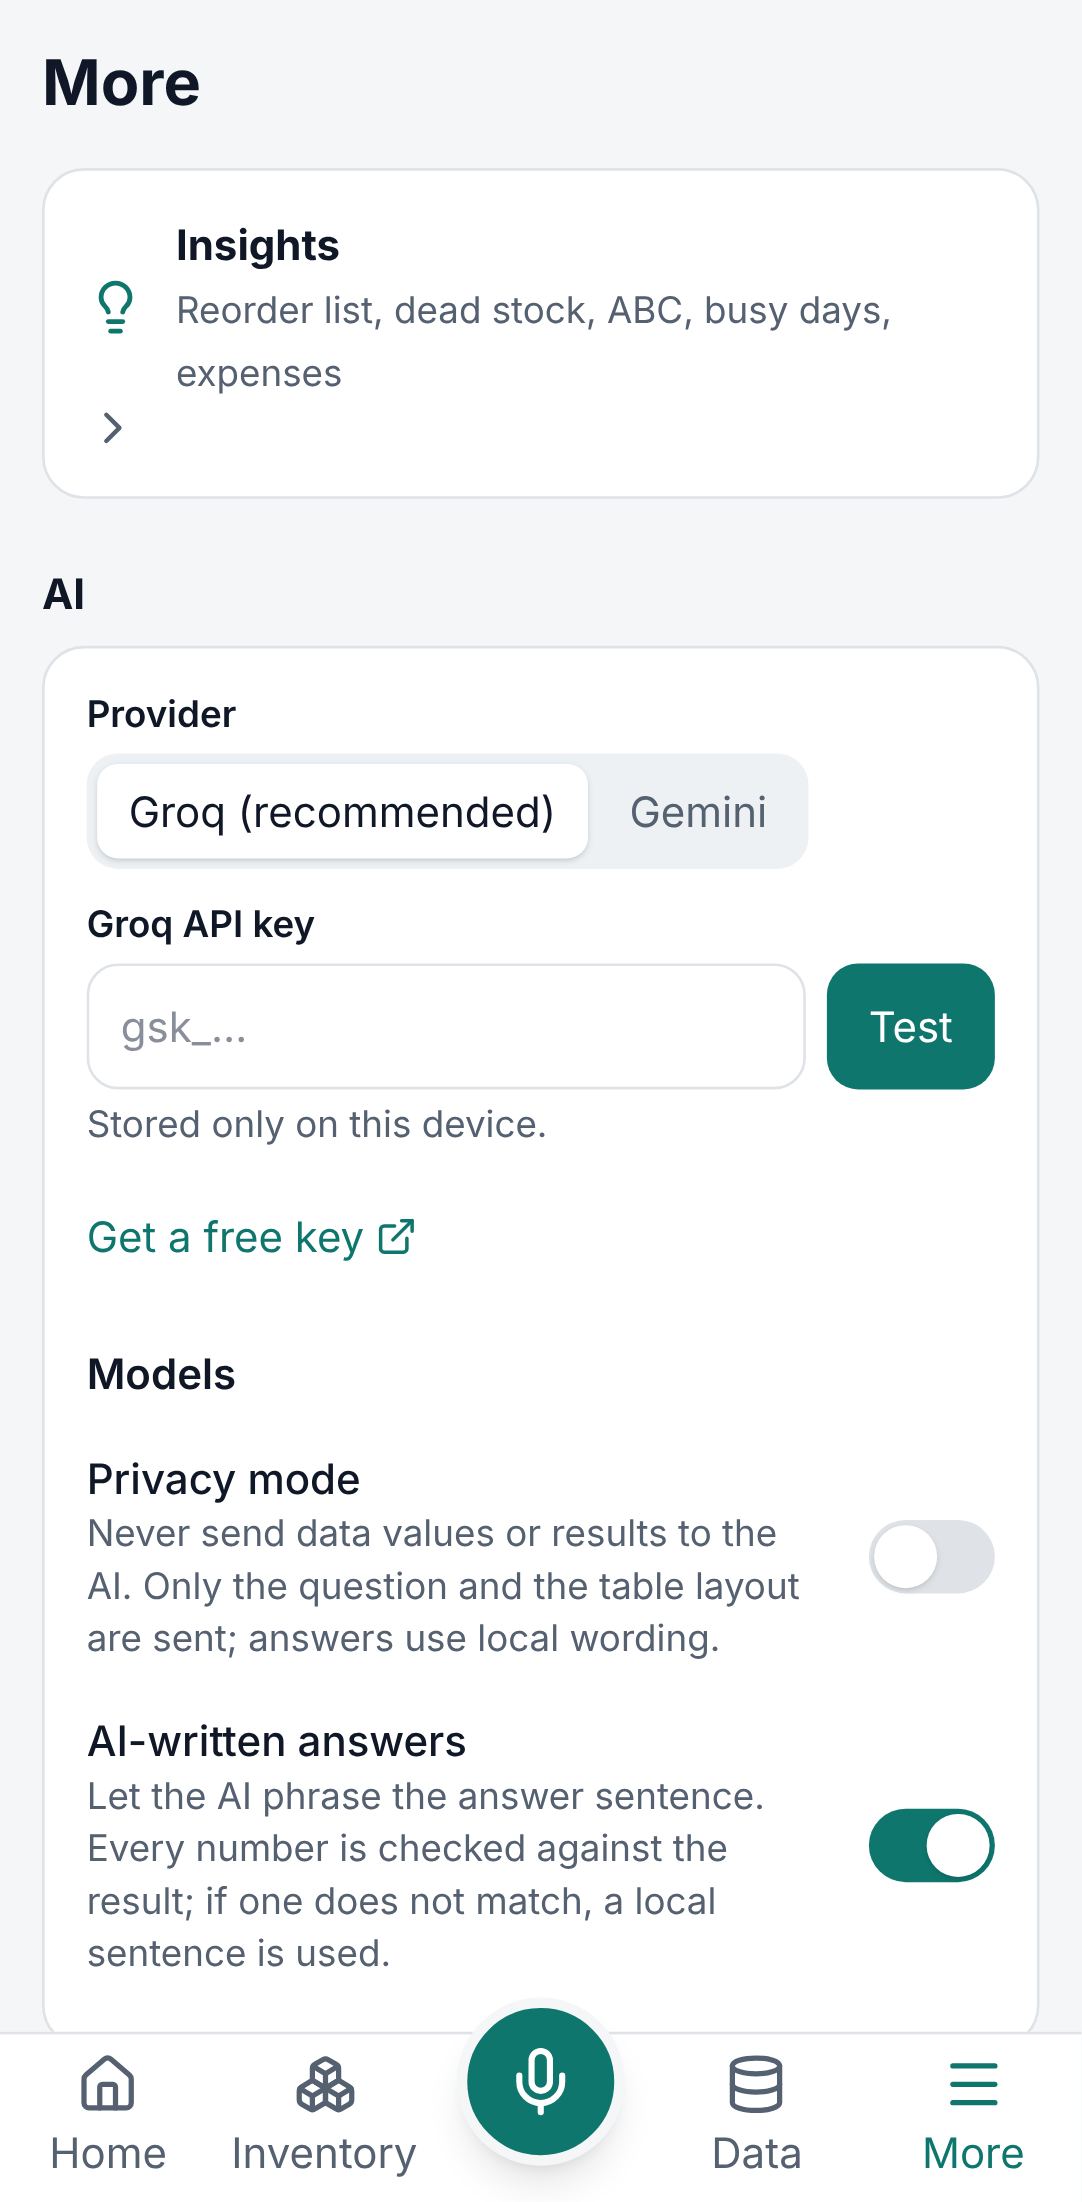 More
Insights
Reorder list, dead stock, ABC, busy days,
expenses
AI
Provider
Groq (recommended)
Gemini
Groq API key
gsk_...
Test
Stored only on this device.
Get a free key
Models
Privacy mode
Never send data values or results to the
AI. Only the question and the table layout
are sent; answers use local wording.
AI-written answers
Let the AI phrase the answer sentence.
Every number is checked against the
result; if one does not match, a local
sentence is used.
Home
Inventory
Data
More